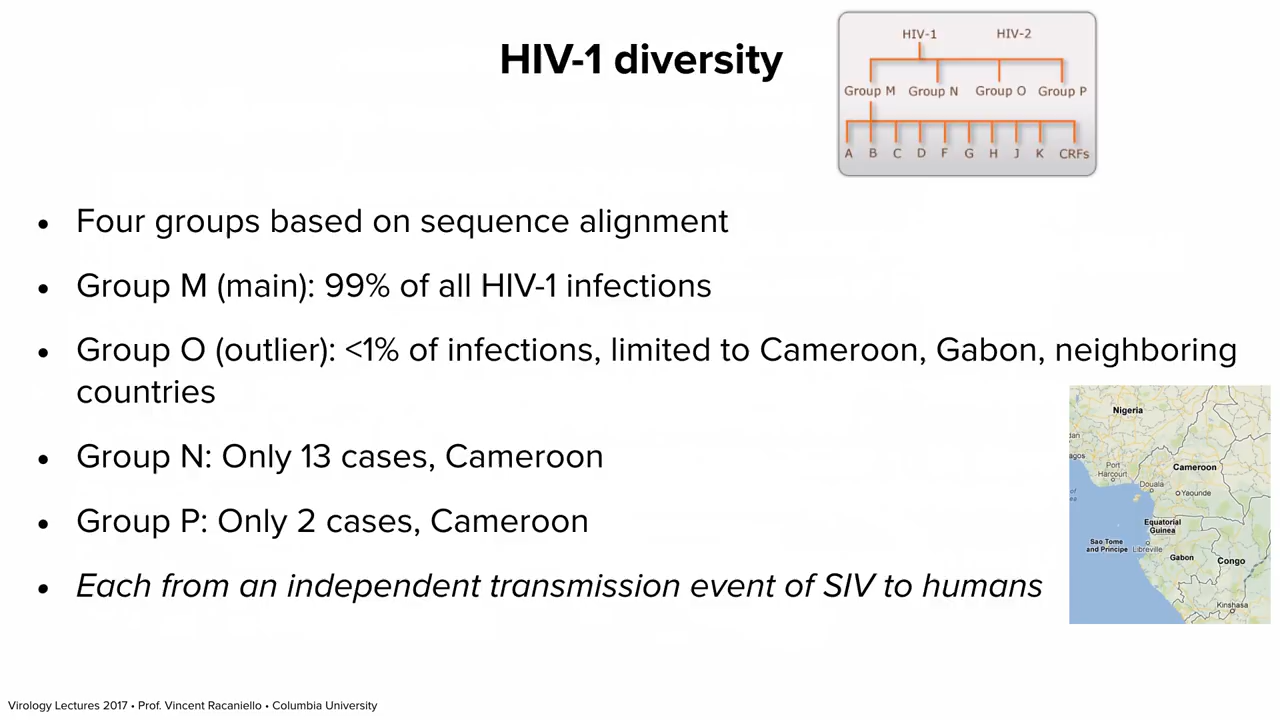 HIV-1 diversity
HIV-1 HIV-2
Group M Group N Group O Group P
A B C D F G H J K CRFs
• Four groups based on sequence alignment
• Group M (main): 99% of all HIV-1 infections
• Group O (outlier): <1% of infections, limited to Cameroon, Gabon, neighboring
countries
• Group N: Only 13 cases, Cameroon
• Group P: Only 2 cases, Cameroon
• Each from an independent transmission event of SIV to humans
Nigeria
dan
agos
Port
Harcourt
Cameroon
Douala
of
Yaounde
Equatorial
Guinea
Sao Tome
and Principe
Libreville
Gabon
Congo
Kinshasa
Virology Lectures 2017 • Prof. Vincent Racaniello • Columbia University